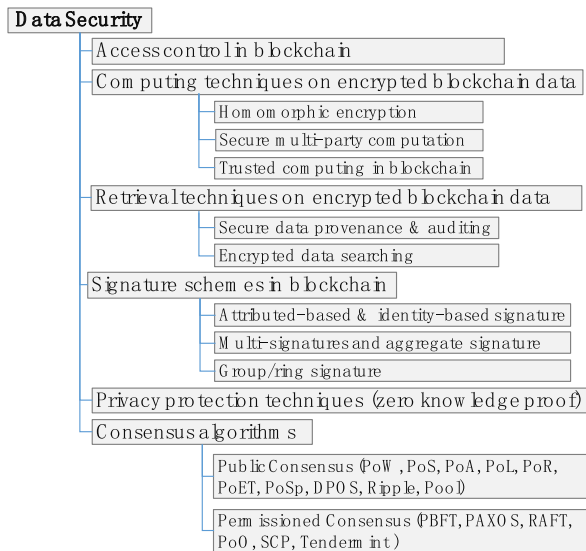 Data Security
Access control in blockchain
Computing techniques on encrypted blockchain data
Homomorphic encryption
Secure multi-party computation
Trusted computing in blockchain
Retrieval techniques on encrypted blockchain data
Secure data provenance & auditing
Encrypted data searching
Signature schemes in blockchain
Attributed-based & identity-based signature
Multi-signatures and aggregate signature
Group/ring signature
Privacy protection techniques (zero knowledge proof)
Consensus algorithms
Public Consensus (PoW, PoS, PoA, PoL, PoR,
PoET, PoSp, DPOS, Ripple, Pool)
Permissioned Consensus (PBFT, PAXOS, RAFT,
PoO, SCP, Tendermint)